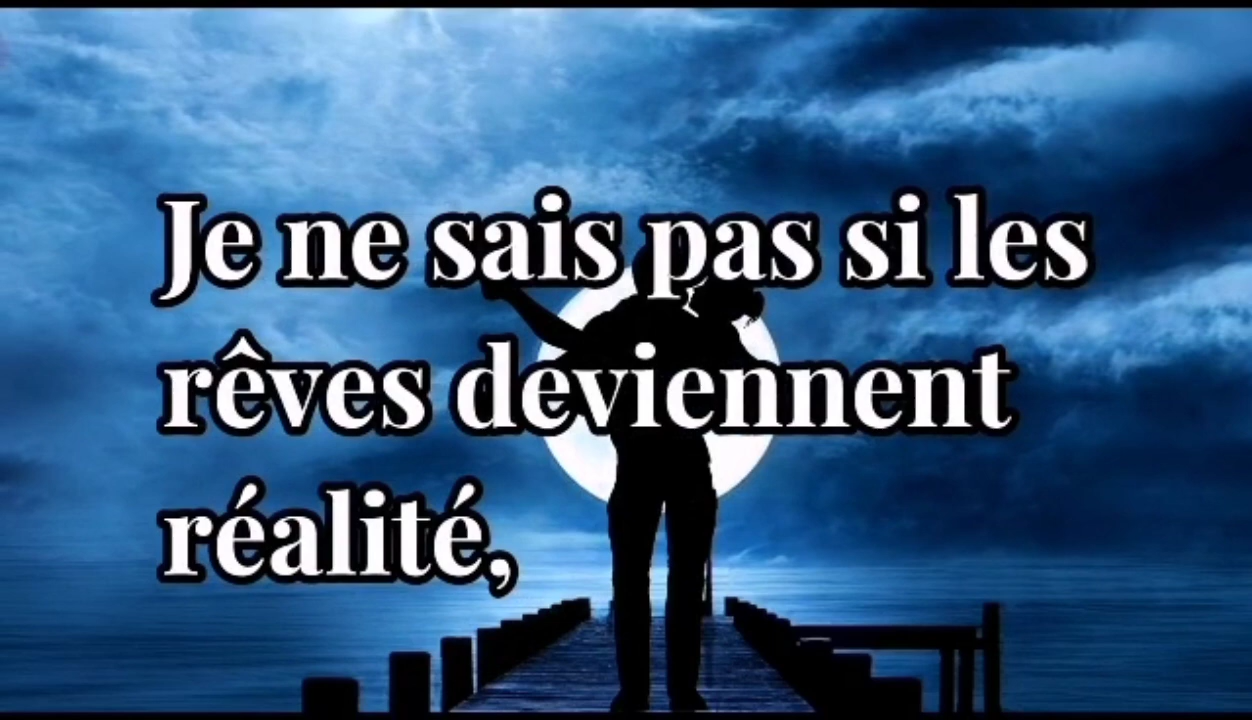 Je ne sais pas si les
rêves deviennent
réalité,